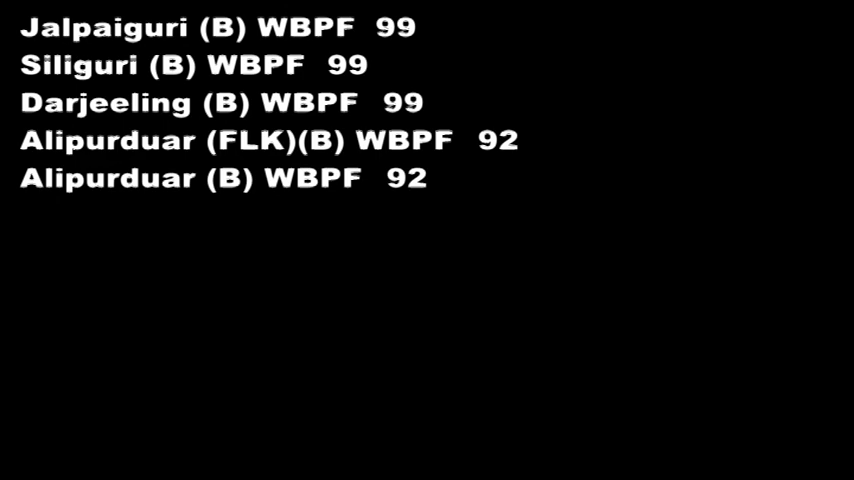 Jalpaiguri (B) WBPF 99
Siliguri (B) WBPF 99
Darjeeling (B) WBPF 99
Alipurduar (FLK)(B) WBPF 92
Alipurduar (B) WBPF 92